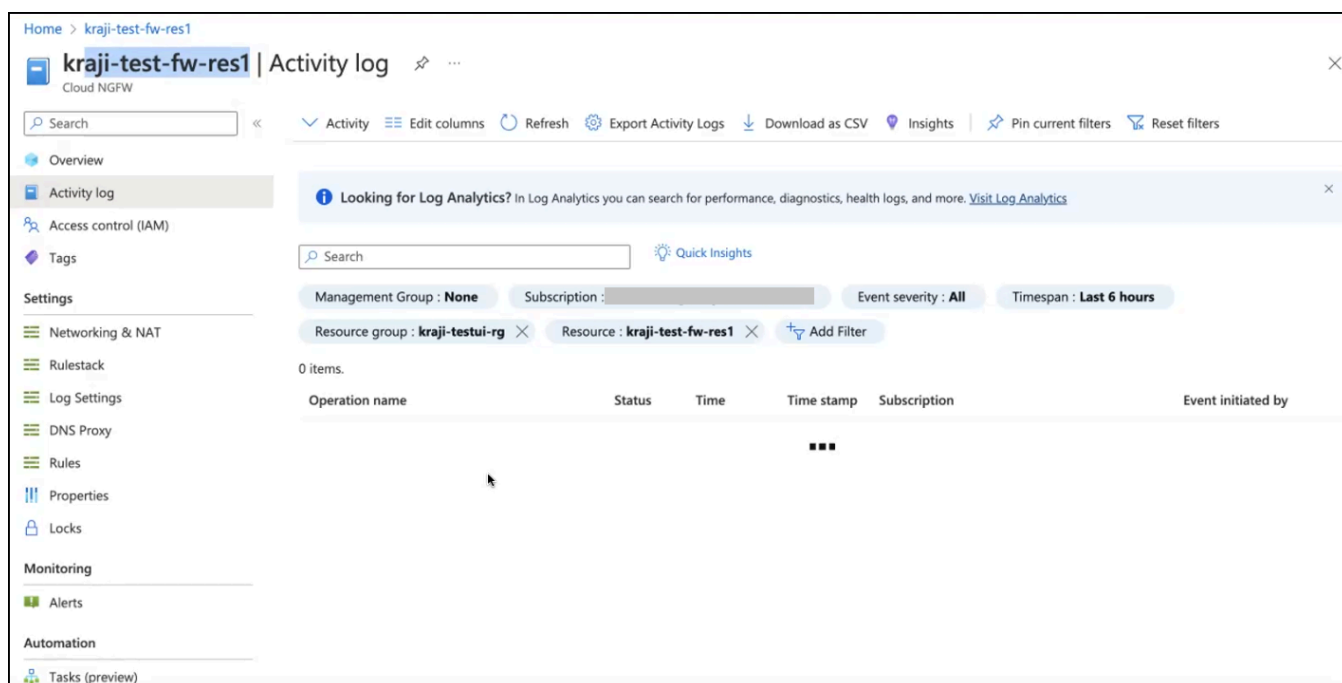 Home > kraji-test-fw-res1
kraji-test-fw-res1 | Activity log
Cloud NGFW
Search
Activity Edit columns Refresh Export Activity Logs Download as CSV Insights Pin current filters Reset filters
Overview
Activity log
Access control (IAM)
Tags
Settings
Networking & NAT
Rulestack
Log Settings
DNS Proxy
Rules
Properties
Locks
Monitoring
Alerts
Automation
Tasks (preview)
Looking for Log Analytics? In Log Analytics you can search for performance, diagnostics, health logs, and more. Visit Log Analytics
Search
Quick Insights
Management Group : None Subscription : Event severity : All Timespan : Last 6 hours
Resource group : kraji-testui-rg Resource : kraji-test-fw-res1 Add Filter
0 items.
Operation name Status Time Time stamp Subscription Event initiated by